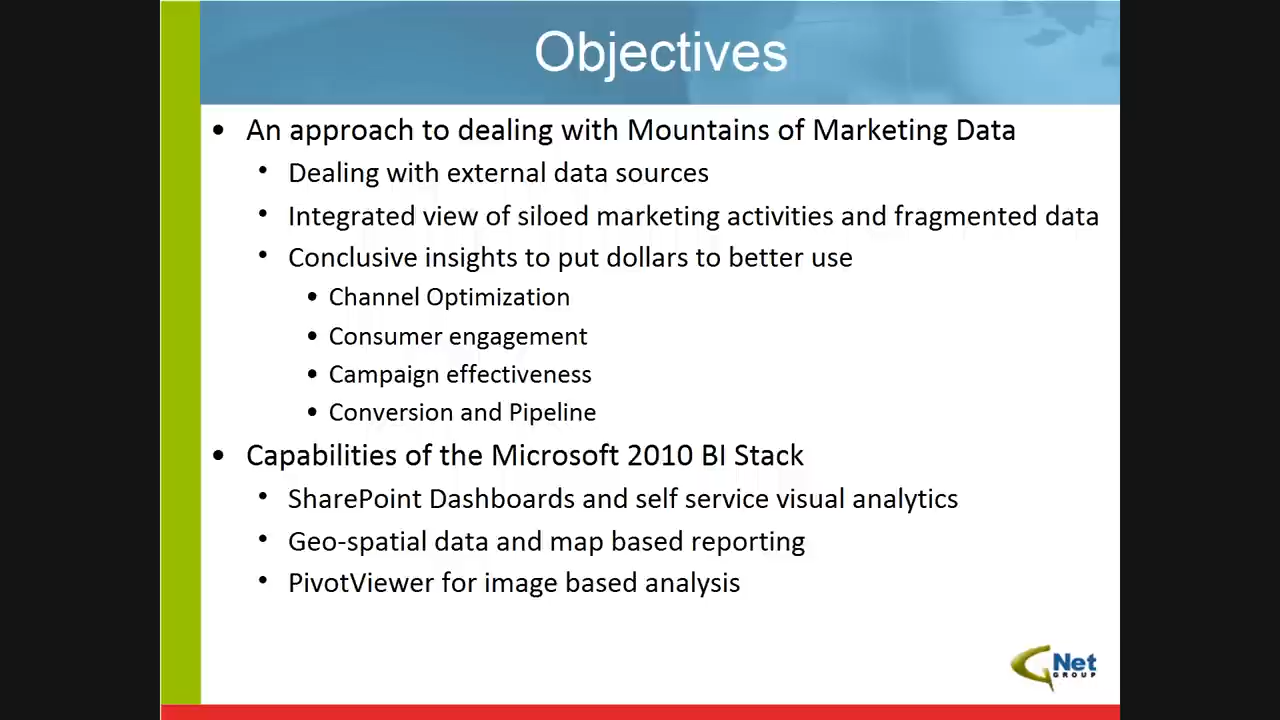 Objectives
• An approach to dealing with Mountains of Marketing Data
• Dealing with external data sources
• Integrated view of siloed marketing activities and fragmented data
• Conclusive insights to put dollars to better use
• Channel Optimization
• Consumer engagement
• Campaign effectiveness
• Conversion and Pipeline
• Capabilities of the Microsoft 2010 BI Stack
• SharePoint Dashboards and self service visual analytics
• Geo-spatial data and map based reporting
• PivotViewer for image based analysis
GNet
GROUP